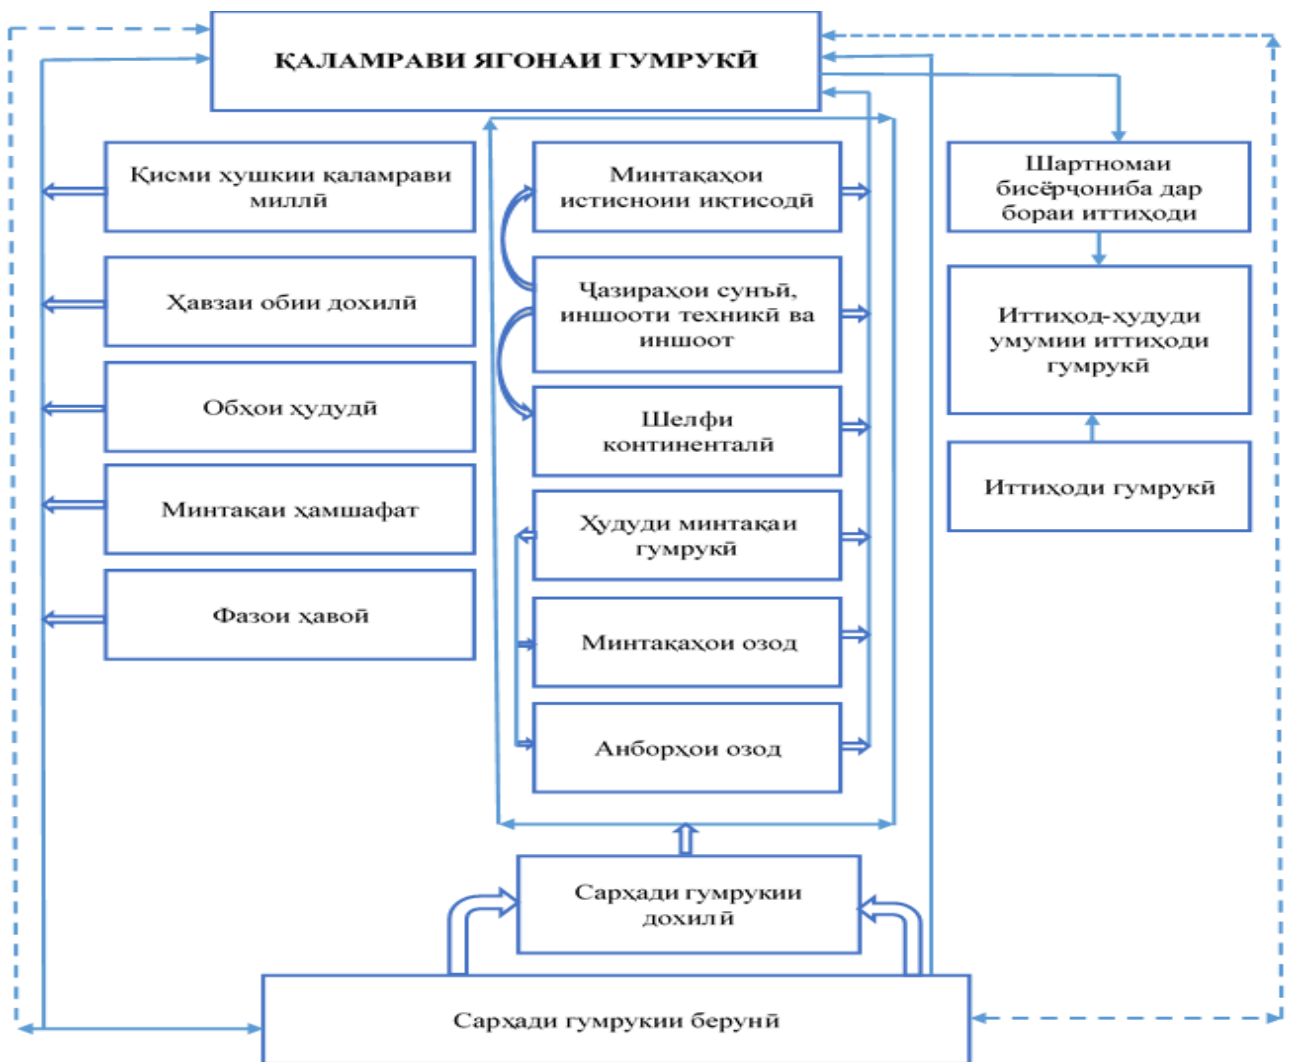 ҚАЛАМРАВИ ЯГОНАИ ГУМРУКӢ
Қисми хушкии қаламрави
миллӣ
Ҳавзаи обии дохилӣ
Обҳои ҳудудӣ
Минтақаи ҳамшафат
Фазои ҳавоӣ
Минтақаҳои
истисноии иқтисодӣ
Ҷазираҳои сунъӣ,
иншооти техникӣ ва
иншоот
Шелфи
континенталӣ
Ҳудуди минтақаи
гумрукӣ
Минтақаҳои озод
Анборҳои озод
Шартномаи
бисёрҷониба дар
бораи иттиҳоди
Иттиҳод-ҳудуди
умумии иттиҳоди
гумрукӣ
Иттиҳоди гумрукӣ
Сарҳади гумрукии
дохилӣ
Сарҳади гумрукии берунӣ